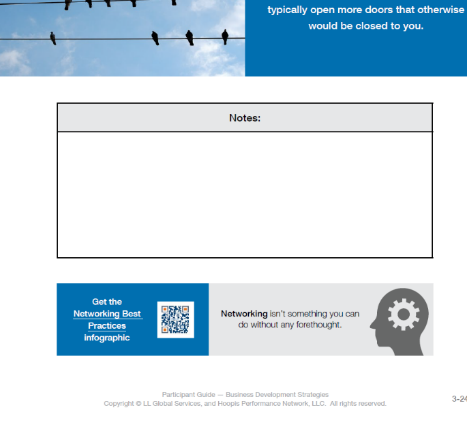 typically open more doors that otherwise
would be closed to you.
Notes:
Get the
Networking Best
Practices
Infographic
Networking isn't something you can
do without any forethought.
Participant Guide — Business Development Strategies
Copyright © LL Global Services, and Hoopis Performance Network, LLC. All rights reserved.
3-24